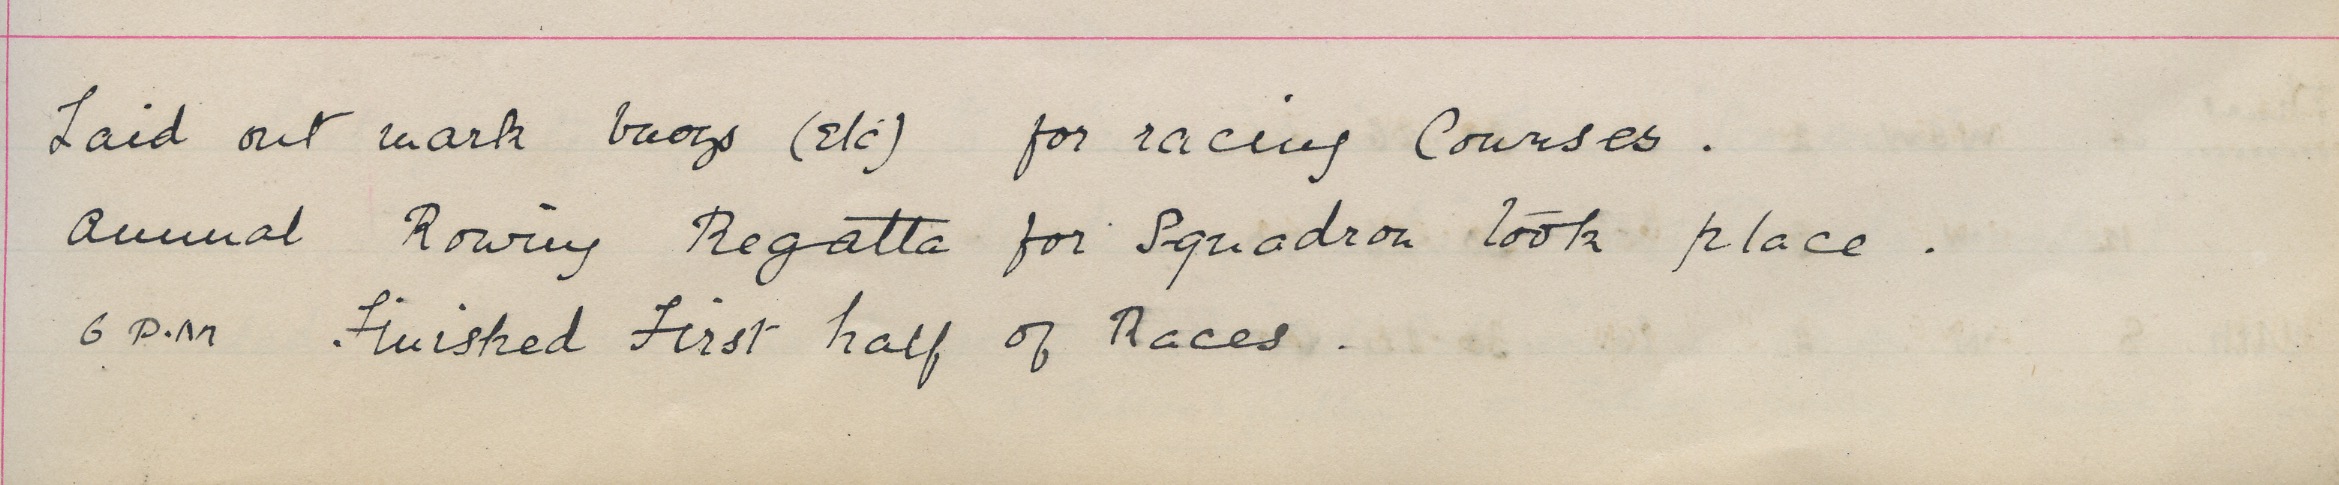 Laid out mark buoys (Etc) for racing Courses.
Annual Rowing Regatta for Squadron took place.
6 P.M Finished First half of Races.